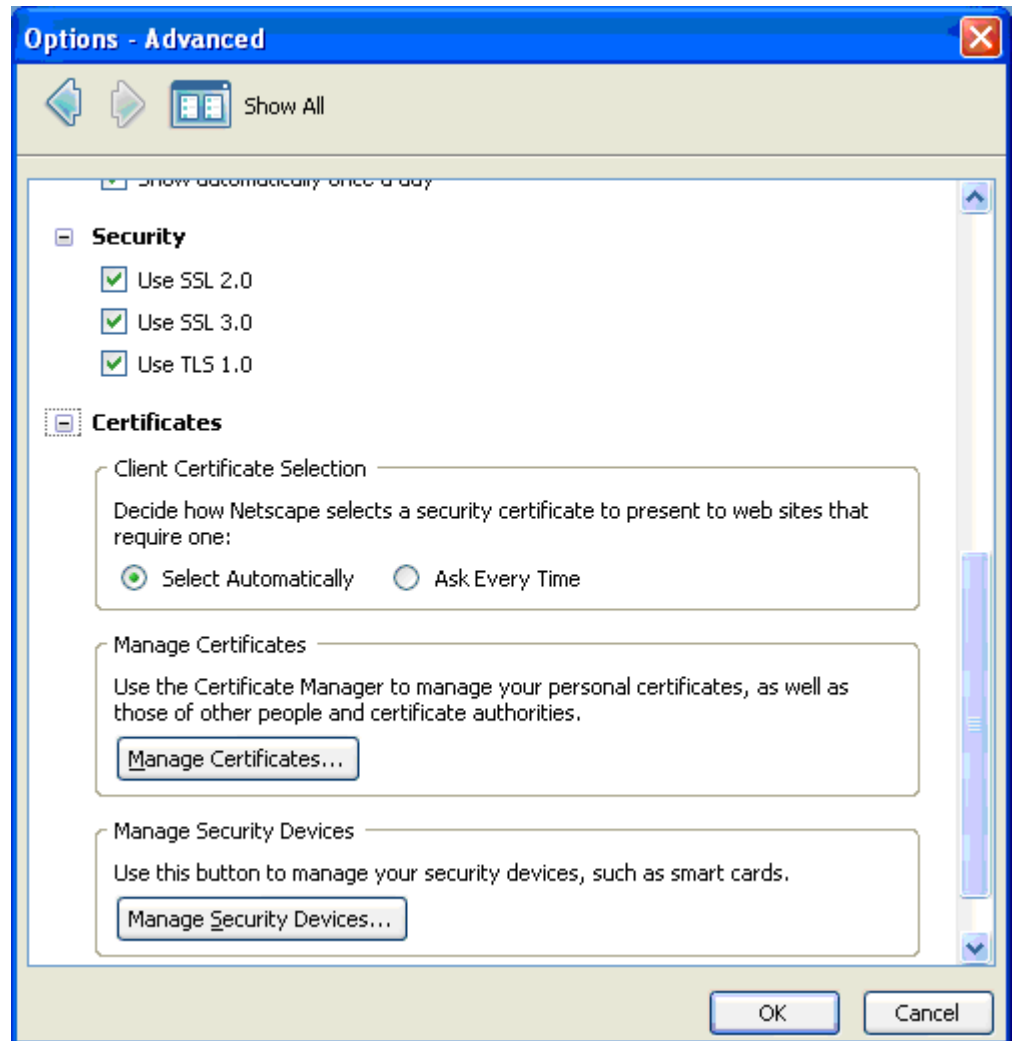 Options - Advanced
Show All
Show automatically once a day
Security
Use SSL 2.0
Use SSL 3.0
Use TLS 1.0
Certificates
Client Certificate Selection
Decide how Netscape selects a security certificate to present to web sites that
require one:
Select Automatically Ask Every Time
Manage Certificates
Use the Certificate Manager to manage your personal certificates, as well as
those of other people and certificate authorities.
Manage Certificates...
Manage Security Devices
Use this button to manage your security devices, such as smart cards.
Manage Security Devices...
OK Cancel